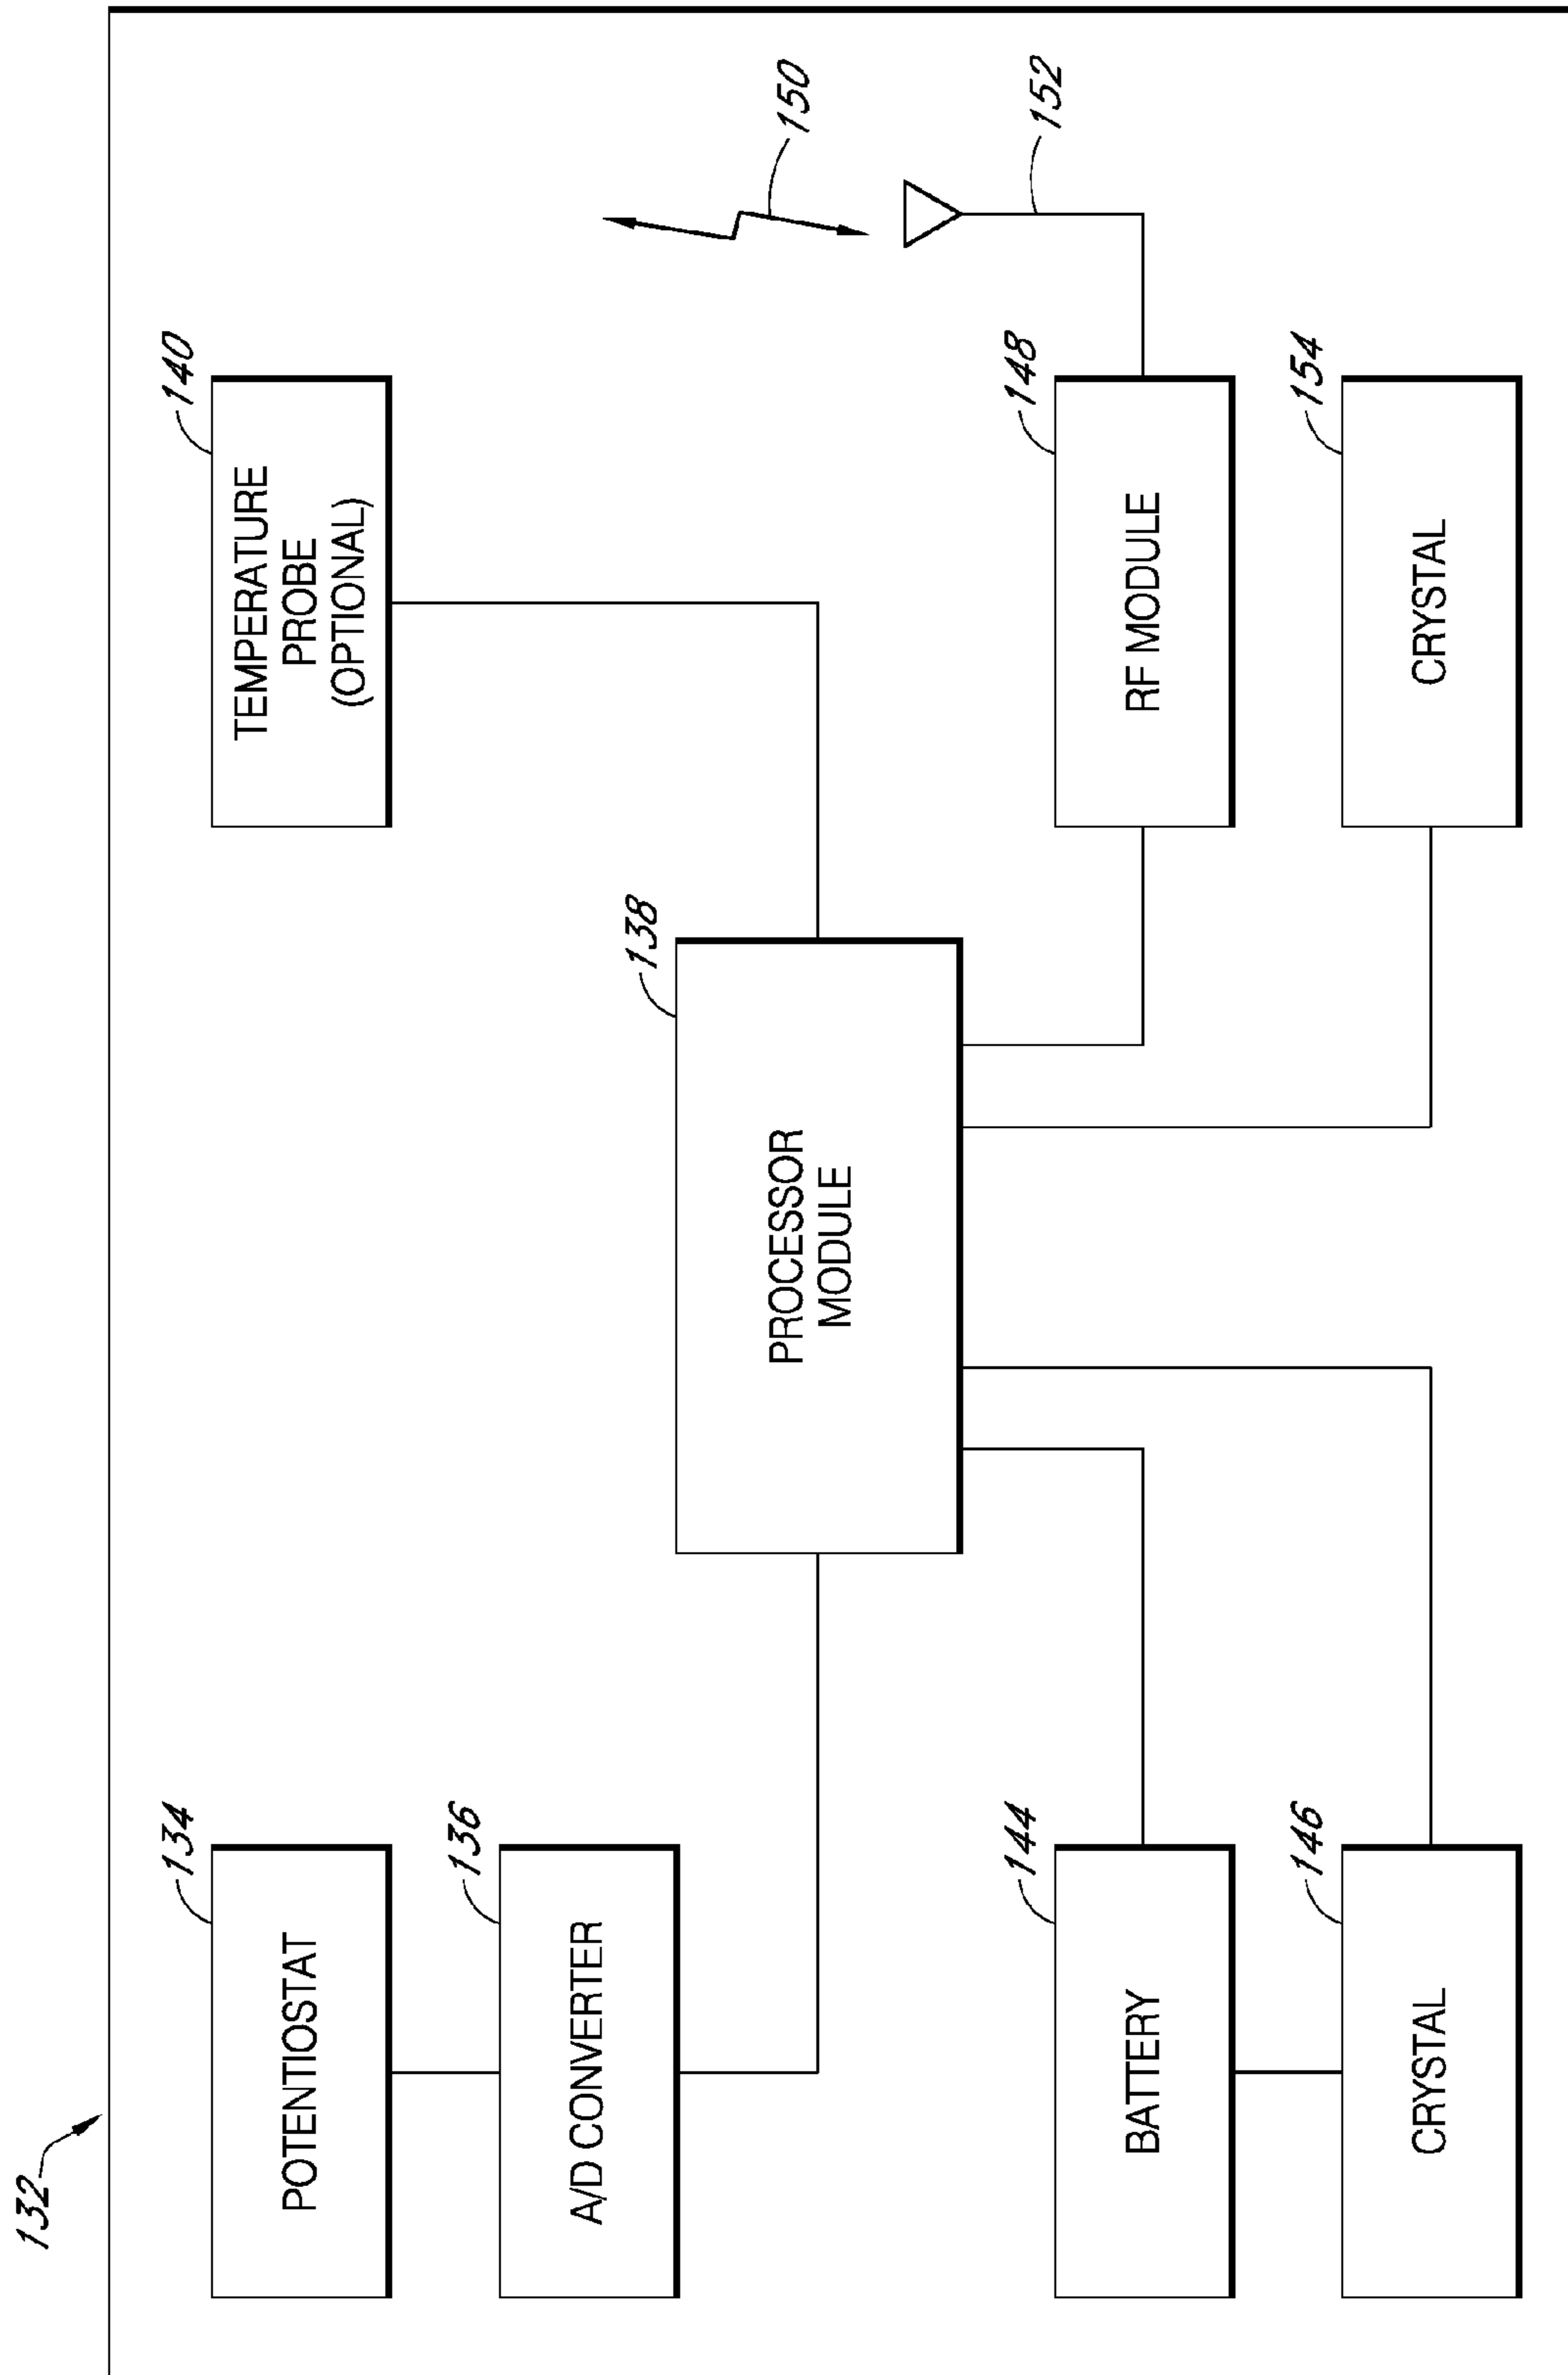 132
134
POTENTIOSTAT
136
A/D CONVERTER
138
PROCESSOR
MODULE
140
TEMPERATURE
PROBE
(OPTIONAL)
150
152
144
BATTERY
146
CRYSTAL
148
RF MODULE
154
CRYSTAL